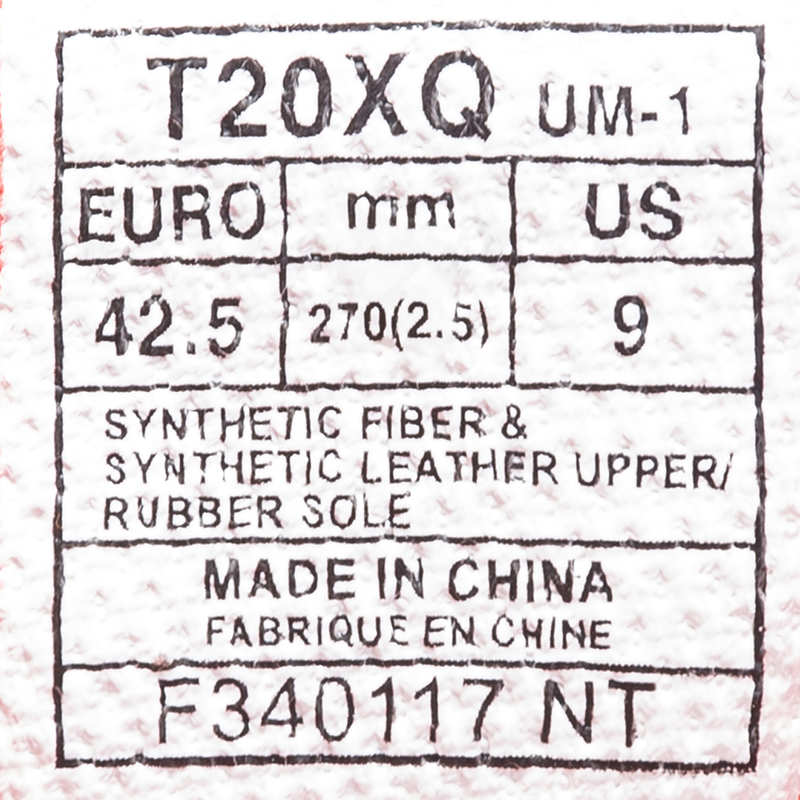 T20XQ UM-1
EURO mm US
42.5 270(2.5) 9
SYNTHETIC FIBER &
SYNTHETIC LEATHER UPPER/
RUBBER SOLE
MADE IN CHINA
FABRIQUE EN CHINE
F340117 NT